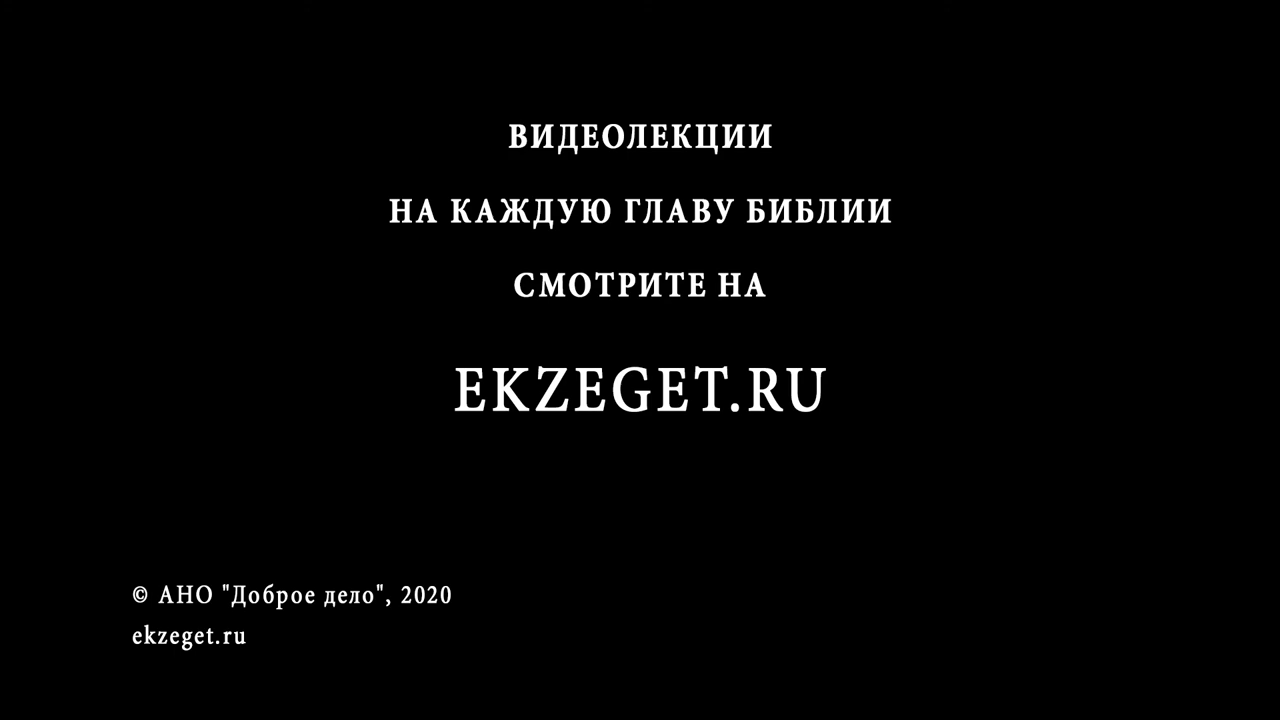 ВИДЕОЛЕКЦИИ
НА КАЖДУЮ ГЛАВУ БИБЛИИ
СМОТРИТЕ НА
EKZEGET.RU
© АНО "Доброе дело", 2020
ekzeget.ru